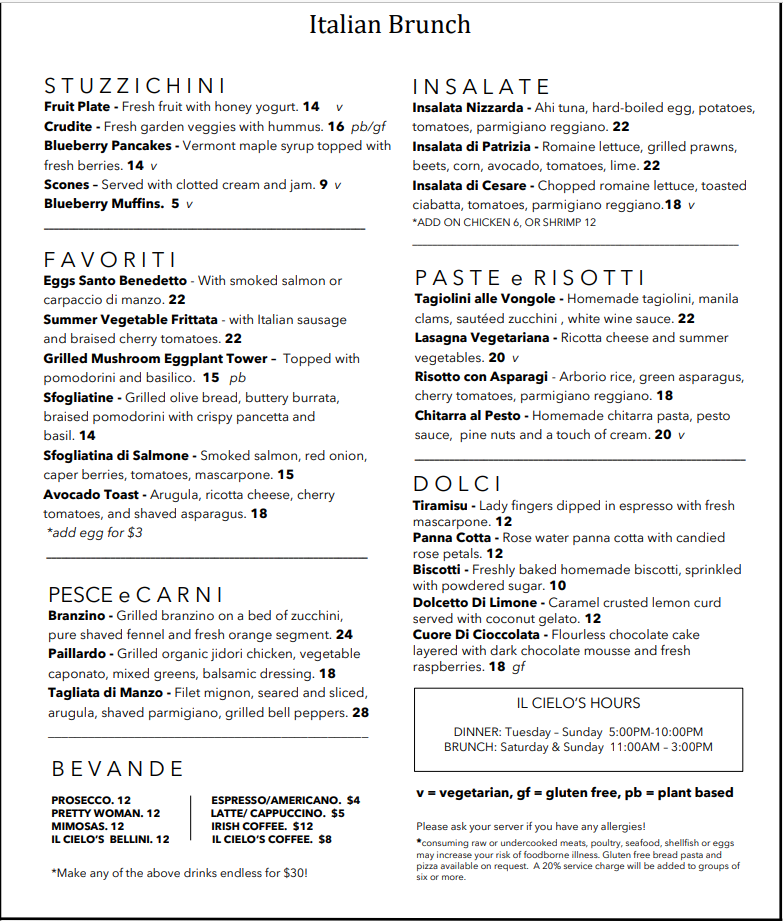 Italian Brunch
STUZZICHINI
Fruit Plate - Fresh fruit with honey yogurt. 14 v
Crudite - Fresh garden veggies with hummus. 16 pb/gf
Blueberry Pancakes - Vermont maple syrup topped with
fresh berries. 14 v
Scones – Served with clotted cream and jam. 9 v
Blueberry Muffins. 5 v
FAVORITI
Eggs Santo Benedetto - With smoked salmon or
carpaccio di manzo. 22
Summer Vegetable Frittata - with Italian sausage
and braised cherry tomatoes. 22
Grilled Mushroom Eggplant Tower – Topped with
pomodorini and basilico. 15 pb
Sfogliatine - Grilled olive bread, buttery burrata,
braised pomodorini with crispy pancetta and
basil. 14
Sfogliatina di Salmone - Smoked salmon, red onion,
caper berries, tomatoes, mascarpone. 15
Avocado Toast - Arugula, ricotta cheese, cherry
tomatoes, and shaved asparagus. 18
*add egg for $3
PESCE e CARNI
Branzino - Grilled branzino on a bed of zucchini,
pure shaved fennel and fresh orange segment. 24
Paillardo - Grilled organic jidori chicken, vegetable
caponato, mixed greens, balsamic dressing. 18
Tagliata di Manzo - Filet mignon, seared and sliced,
arugula, shaved parmigiano, grilled bell peppers. 28
BEVANDE
PROSECCO. 12
PRETTY WOMAN. 12
MIMOSAS. 12
IL CIELO'S BELLINI. 12
ESPRESSO/AMERICANO. $4
LATTE/ CAPPUCCINO. $5
IRISH COFFEE. $12
IL CIELO'S COFFEE. $8
*Make any of the above drinks endless for $30!
INSALATE
Insalata Nizzarda - Ahi tuna, hard-boiled egg, potatoes,
tomatoes, parmigiano reggiano. 22
Insalata di Patrizia - Romaine lettuce, grilled prawns,
beets, corn, avocado, tomatoes, lime. 22
Insalata di Cesare - Chopped romaine lettuce, toasted
ciabatta, tomatoes, parmigiano reggiano.18 v
*ADD ON CHICKEN 6, OR SHRIMP 12
PASTE e RISOTTI
Tagiolini alle Vongole - Homemade tagiolini, manila
clams, sautéed zucchini , white wine sauce. 22
Lasagna Vegetariana - Ricotta cheese and summer
vegetables. 20 v
Risotto con Asparagi - Arborio rice, green asparagus,
cherry tomatoes, parmigiano reggiano. 18
Chitarra al Pesto - Homemade chitarra pasta, pesto
sauce, pine nuts and a touch of cream. 20 v
DOLCI
Tiramisu - Lady fingers dipped in espresso with fresh
mascarpone. 12
Panna Cotta - Rose water panna cotta with candied
rose petals. 12
Biscotti - Freshly baked homemade biscotti, sprinkled
with powdered sugar. 10
Dolcetto Di Limone - Caramel crusted lemon curd
served with coconut gelato. 12
Cuore Di Cioccolata - Flourless chocolate cake
layered with dark chocolate mousse and fresh
raspberries. 18 gf
IL CIELO'S HOURS
DINNER: Tuesday – Sunday 5:00PM-10:00PM
BRUNCH: Saturday & Sunday 11:00AM – 3:00PM
v = vegetarian, gf = gluten free, pb = plant based
Please ask your server if you have any allergies!
*consuming raw or undercooked meats, poultry, seafood, shellfish or eggs
may increase your risk of foodborne illness. Gluten free bread pasta and
pizza available on request. A 20% service charge will be added to groups of
six or more.